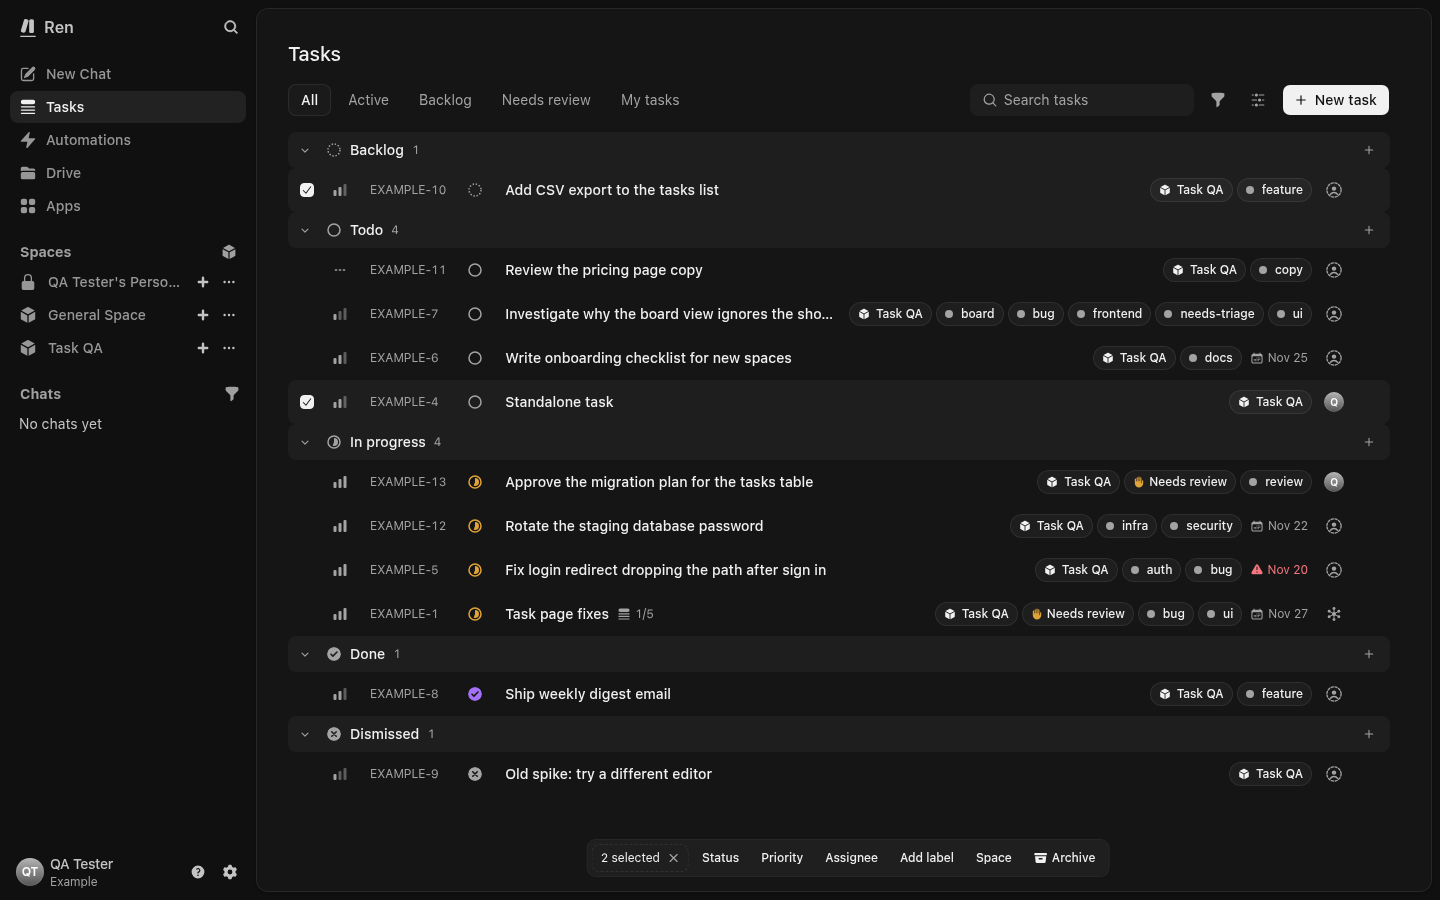 Ren
New Chat
Tasks
Automations
Drive
Apps
Spaces
QA Tester's Perso...
General Space
Task QA
Chats
No chats yet
QT
QA Tester
Example
Tasks
All
Active
Backlog
Needs review
My tasks
Search tasks
New task
Backlog 1
EXAMPLE-10 Add CSV export to the tasks list Task QA feature
Todo 4
EXAMPLE-11 Review the pricing page copy Task QA copy
EXAMPLE-7 Investigate why the board view ignores the sho... Task QA board bug frontend needs-triage ui
EXAMPLE-6 Write onboarding checklist for new spaces Task QA docs Nov 25
EXAMPLE-4 Standalone task Task QA Q
In progress 4
EXAMPLE-13 Approve the migration plan for the tasks table Task QA Needs review review Q
EXAMPLE-12 Rotate the staging database password Task QA infra security Nov 22
EXAMPLE-5 Fix login redirect dropping the path after sign in Task QA auth bug Nov 20
EXAMPLE-1 Task page fixes 1/5 Task QA Needs review bug ui Nov 27
Done 1
EXAMPLE-8 Ship weekly digest email Task QA feature
Dismissed 1
EXAMPLE-9 Old spike: try a different editor Task QA
2 selected Status Priority Assignee Add label Space Archive